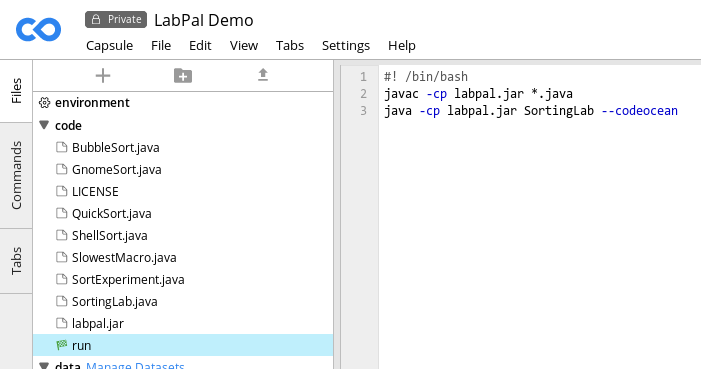 Private LabPal Demo
Capsule File Edit View Tabs Settings Help
Files
Commands
Tabs
environment
code
BubbleSort.java
GnomeSort.java
LICENSE
QuickSort.java
ShellSort.java
SlowestMacro.java
SortExperiment.java
SortingLab.java
labpal.jar
run
data Manage Datasets
1 #! /bin/bash
2 javac -cp labpal.jar *.java
3 java -cp labpal.jar SortingLab --codeocean